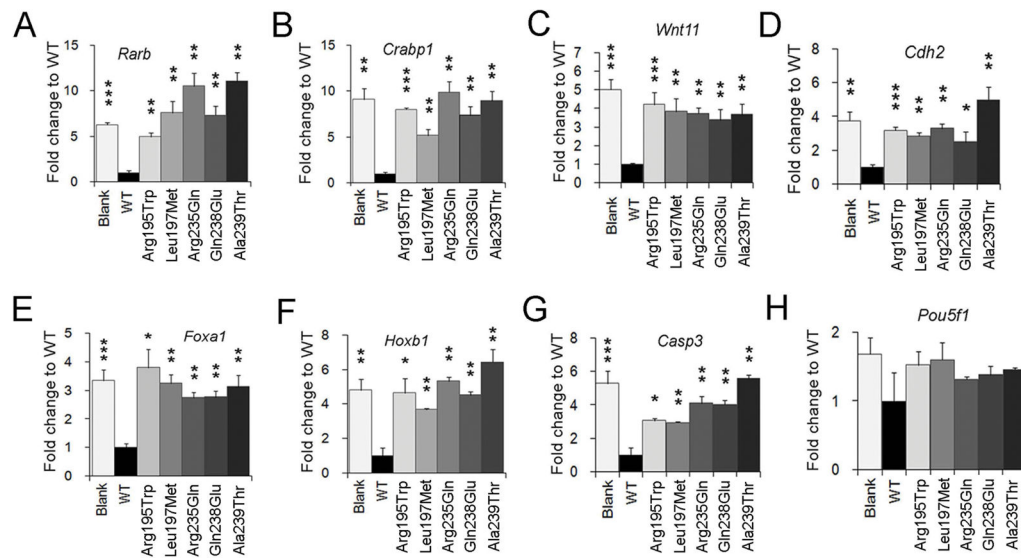 A
Rarb
Fold change to WT
15
10
5
0
*** ** ** ** ** **
Blank
WT
Arg195Trp
Leu197Met
Arg235Gln
Gln238Glu
Ala239Thr
B
Crabp1
Fold change to WT
15
10
5
0
** *** ** ** ** **
Blank
WT
Arg195Trp
Leu197Met
Arg235Gln
Gln238Glu
Ala239Thr
C
Wnt11
Fold change to WT
6
5
4
3
2
1
0
*** *** ** ** ** **
Blank
WT
Arg195Trp
Leu197Met
Arg235Gln
Gln238Glu
Ala239Thr
D
Cdh2
Fold change to WT
8
6
4
2
0
** *** ** ** * **
Blank
WT
Arg195Trp
Leu197Met
Arg235Gln
Gln238Glu
Ala239Thr
E
Foxa1
Fold change to WT
5
4
3
2
1
0
*** * ** ** ** **
Blank
WT
Arg195Trp
Leu197Met
Arg235Gln
Gln238Glu
Ala239Thr
F
Hoxb1
Fold change to WT
8
6
4
2
0
** * ** ** ** **
Blank
WT
Arg195Trp
Leu197Met
Arg235Gln
Gln238Glu
Ala239Thr
G
Casp3
Fold change to WT
8
6
4
2
0
*** * ** ** ** **
Blank
WT
Arg195Trp
Leu197Met
Arg235Gln
Gln238Glu
Ala239Thr
H
Pou5f1
Fold change to WT
2
1
0
Blank
WT
Arg195Trp
Leu197Met
Arg235Gln
Gln238Glu
Ala239Thr